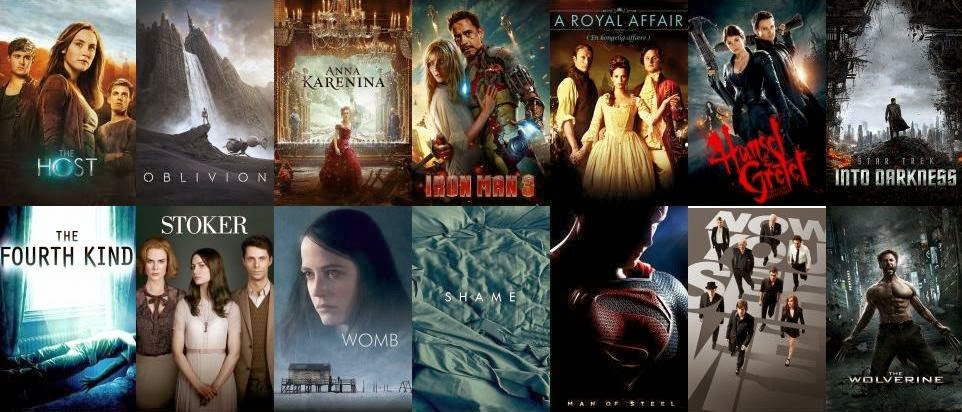 THE
HOST
OBLIVION
ANNA
KARENINA
IRON MAN 3
A ROYAL AFFAIR
( En kongelig affære )
Hansel
Gretel
STAR TREK
INTO DARKNESS
THE
FOURTH KIND
STOKER
WOMB
SHAME
MAN OF STEEL
NOW
YOU
SEE
THE
WOLVERINE